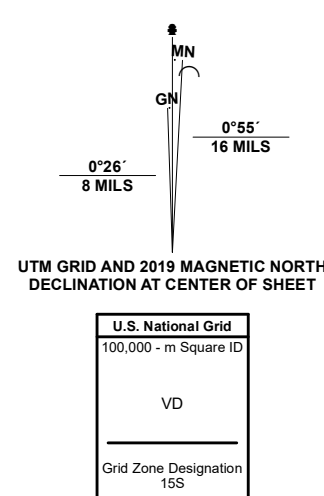 MN
GN
0°55´
16 MILS
0°26´
8 MILS
UTM GRID AND 2019 MAGNETIC NORTH
DECLINATION AT CENTER OF SHEET
U.S. National Grid
100,000 - m Square ID
VD
Grid Zone Designation
15S